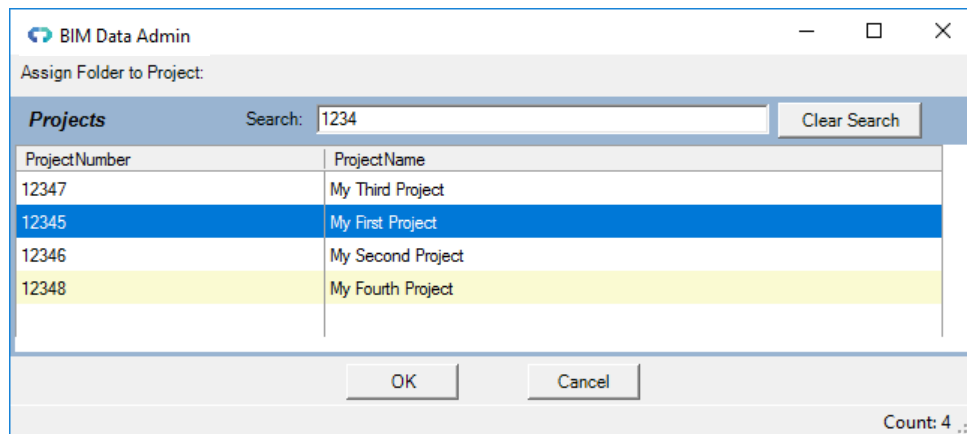 BIM Data Admin
Assign Folder to Project:
Projects Search: 1234 Clear Search
ProjectNumber ProjectName
12347 My Third Project
12345 My First Project
12346 My Second Project
12348 My Fourth Project
OK Cancel
Count: 4